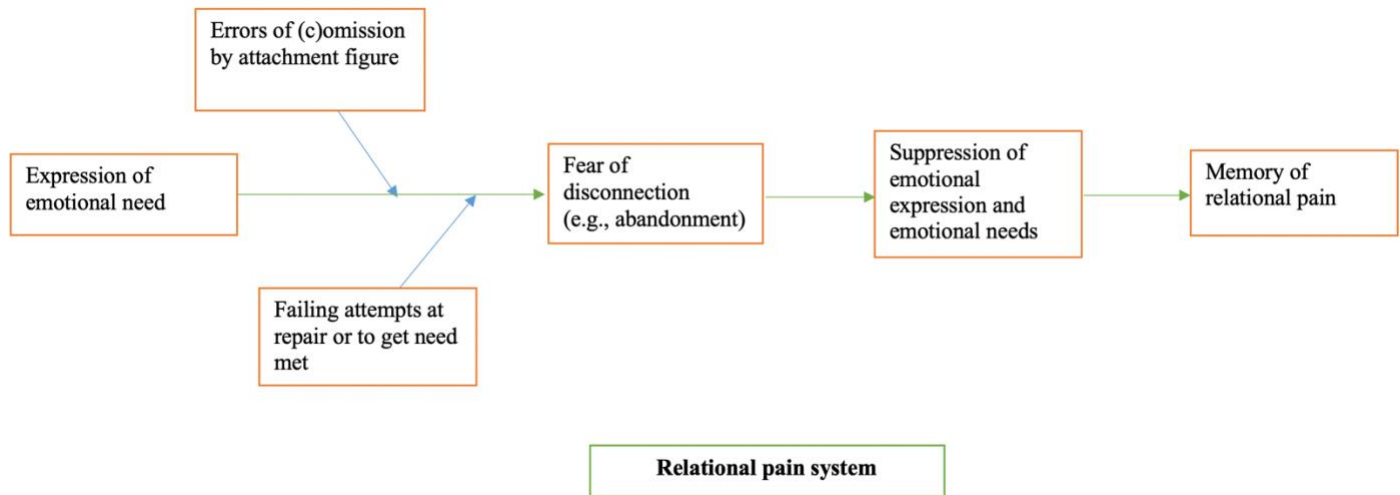 Errors of (c)omission
by attachment figure
Expression of
emotional need
Fear of
disconnection
(e.g., abandonment)
Suppression of
emotional
expression and
emotional needs
Memory of
relational pain
Failing attempts at
repair or to get need
met
Relational pain system